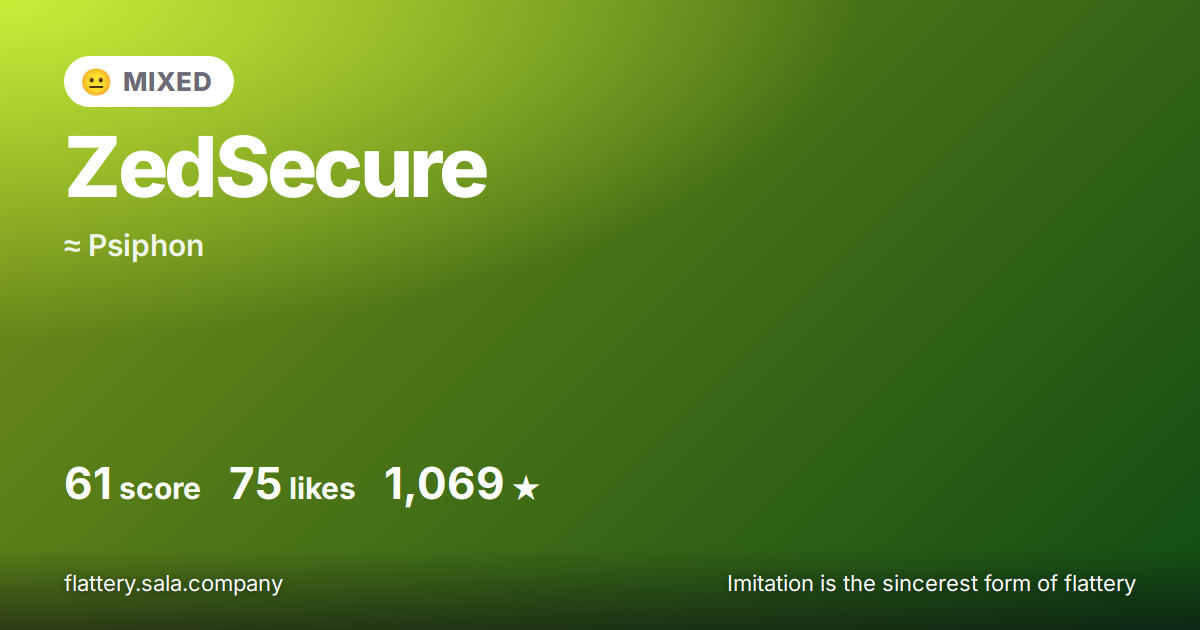 😐 MIXED
ZedSecure
≈ Psiphon
61 score 75 likes 1,069 ★
flattery.sala.company
Imitation is the sincerest form of flattery